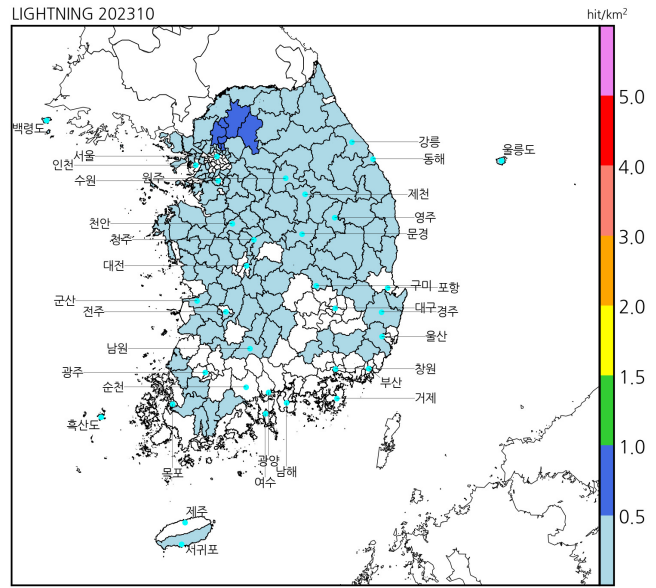 LIGHTNING 202310
hit/km²
5.0
4.0
3.0
2.0
1.5
1.0
0.5
백령도
서울
인천
수원
원주
강릉
동해
울릉도
제천
영주
문경
천안
청주
대전
구미
포항
군산
전주
대구
경주
울산
남원
광주
순천
창원
부산
거제
흑산도
목포
광양
남해
여수
제주
서귀포